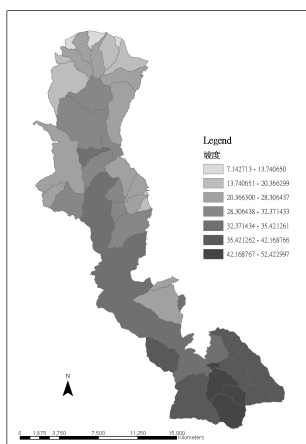 Legend
坡度
7.142713 - 13.740650
13.740651 - 20.366299
20.366300 - 28.306437
28.306438 - 32.371433
32.371434 - 35.421261
35.421262 - 42.168766
42.168767 - 52.422997
N
0 1,875 3,750 7,500 11,250 15,000
Kilometers